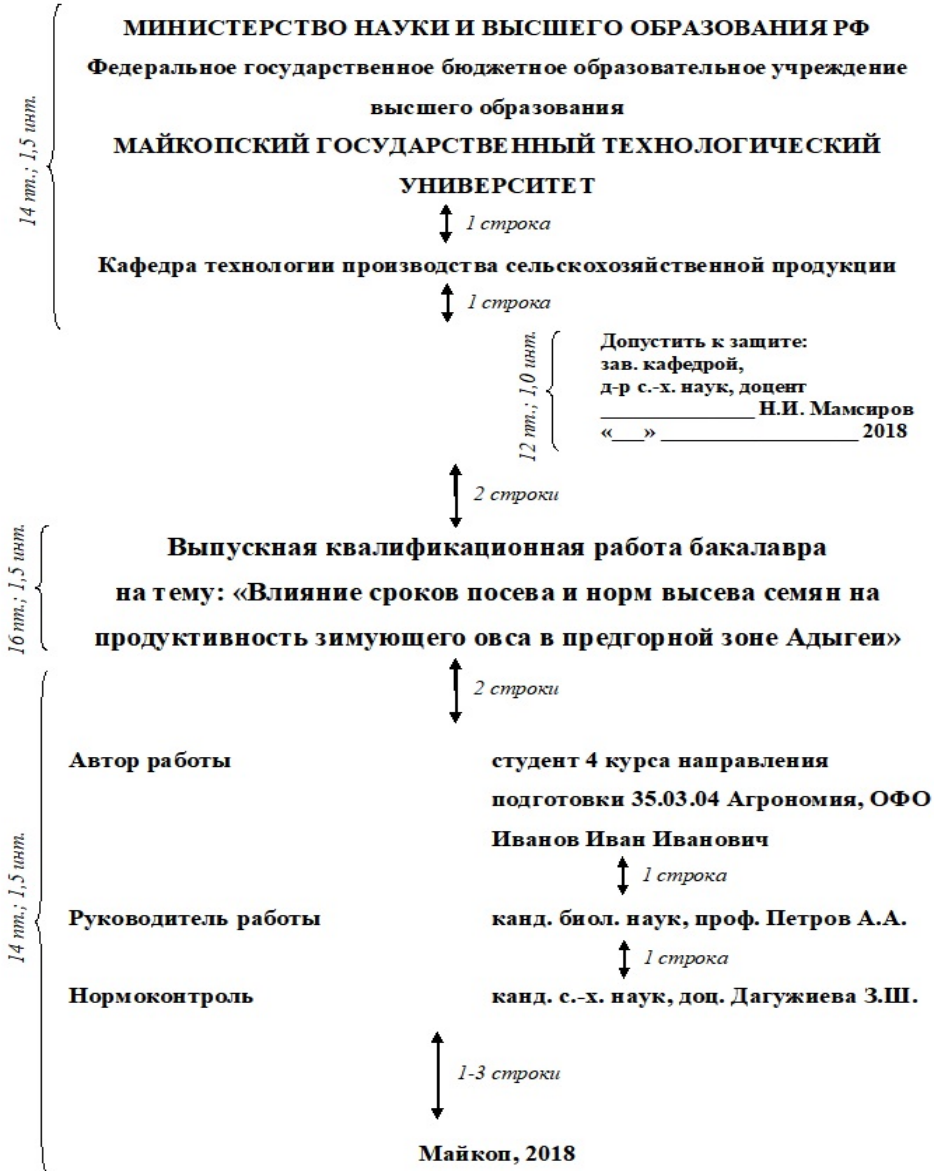 МИНИСТЕРСТВО НАУКИ И ВЫСШЕГО ОБРАЗОВАНИЯ РФ
Федеральное государственное бюджетное образовательное учреждение
высшего образования
МАЙКОПСКИЙ ГОСУДАРСТВЕННЫЙ ТЕХНОЛОГИЧЕСКИЙ
УНИВЕРСИТЕТ
14 пт.; 1,5 инт.
1 строка
Кафедра технологии производства сельскохозяйственной продукции
1 строка
12 пт.; 1,0 инт.
Допустить к защите:
зав. кафедрой,
д-р с.-х. наук, доцент
______________ Н.И. Мамсиров
«___» __________________ 2018
2 строки
16 пт.; 1,5 инт.
Выпускная квалификационная работа бакалавра
на тему: «Влияние сроков посева и норм высева семян на
продуктивность зимующего овса в предгорной зоне Адыгеи»
2 строки
14 пт.; 1,5 инт.
Автор работы студент 4 курса направления
подготовки 35.03.04 Агрономия, ОФО
Иванов Иван Иванович
1 строка
Руководитель работы канд. биол. наук, проф. Петров А.А.
1 строка
Нормоконтроль канд. с.-х. наук, доц. Дагужиева З.Ш.
1-3 строки
Майкоп, 2018